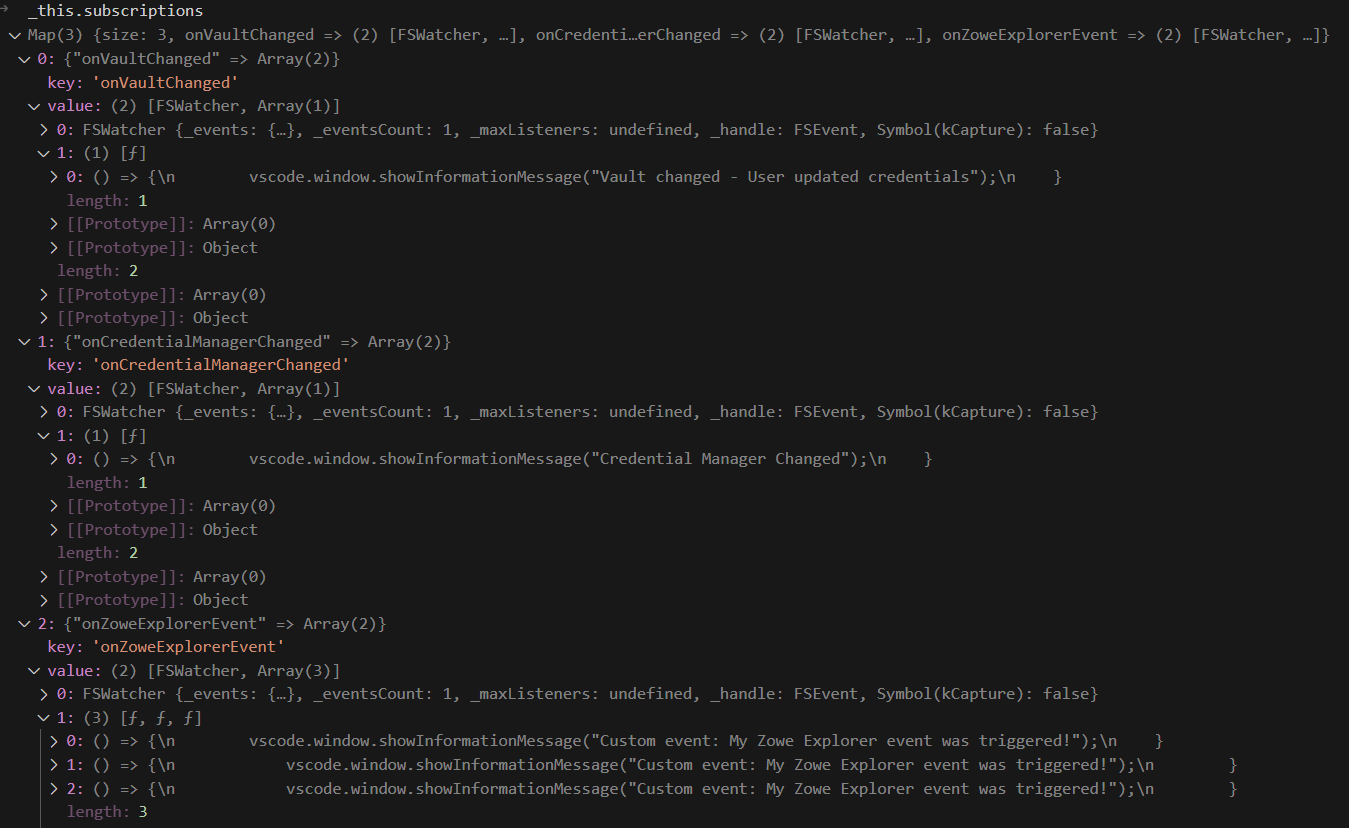 _this.subscriptions
Map(3) {size: 3, onVaultChanged => (2) [FSWatcher, …], onCredenti…erChanged => (2) [FSWatcher, …], onZoweExplorerEvent => (2) [FSWatcher, …]}
0: {"onVaultChanged" => Array(2)}
key: 'onVaultChanged'
value: (2) [FSWatcher, Array(1)]
0: FSWatcher {_events: {…}, _eventsCount: 1, _maxListeners: undefined, _handle: FSEvent, Symbol(kCapture): false}
1: (1) [ƒ]
0: () => {\n        vscode.window.showInformationMessage("Vault changed - User updated credentials");\n    }
length: 1
[[Prototype]]: Array(0)
[[Prototype]]: Object
length: 2
[[Prototype]]: Array(0)
[[Prototype]]: Object
1: {"onCredentialManagerChanged" => Array(2)}
key: 'onCredentialManagerChanged'
value: (2) [FSWatcher, Array(1)]
0: FSWatcher {_events: {…}, _eventsCount: 1, _maxListeners: undefined, _handle: FSEvent, Symbol(kCapture): false}
1: (1) [ƒ]
0: () => {\n        vscode.window.showInformationMessage("Credential Manager Changed");\n    }
length: 1
[[Prototype]]: Array(0)
[[Prototype]]: Object
length: 2
[[Prototype]]: Array(0)
[[Prototype]]: Object
2: {"onZoweExplorerEvent" => Array(2)}
key: 'onZoweExplorerEvent'
value: (2) [FSWatcher, Array(3)]
0: FSWatcher {_events: {…}, _eventsCount: 1, _maxListeners: undefined, _handle: FSEvent, Symbol(kCapture): false}
1: (3) [ƒ, ƒ, ƒ]
0: () => {\n        vscode.window.showInformationMessage("Custom event: My Zowe Explorer event was triggered!");\n    }
1: () => {\n            vscode.window.showInformationMessage("Custom event: My Zowe Explorer event was triggered!");\n        }
2: () => {\n            vscode.window.showInformationMessage("Custom event: My Zowe Explorer event was triggered!");\n        }
length: 3